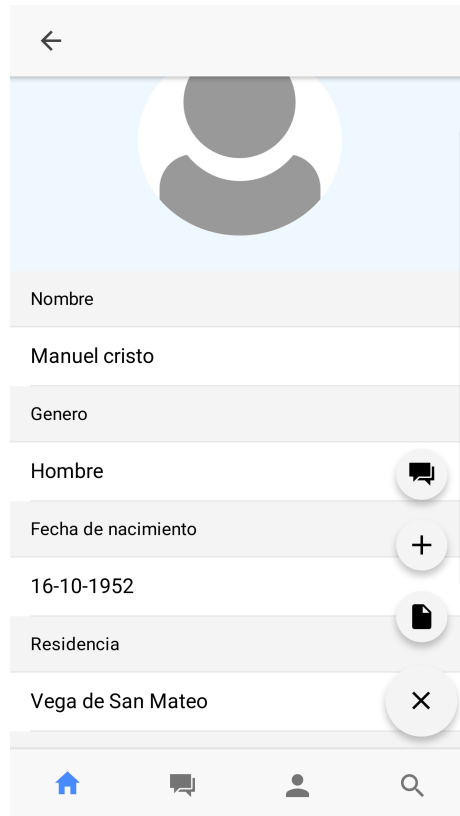 Nombre
Manuel cristo
Genero
Hombre
Fecha de nacimiento
16-10-1952
Residencia
Vega de San Mateo